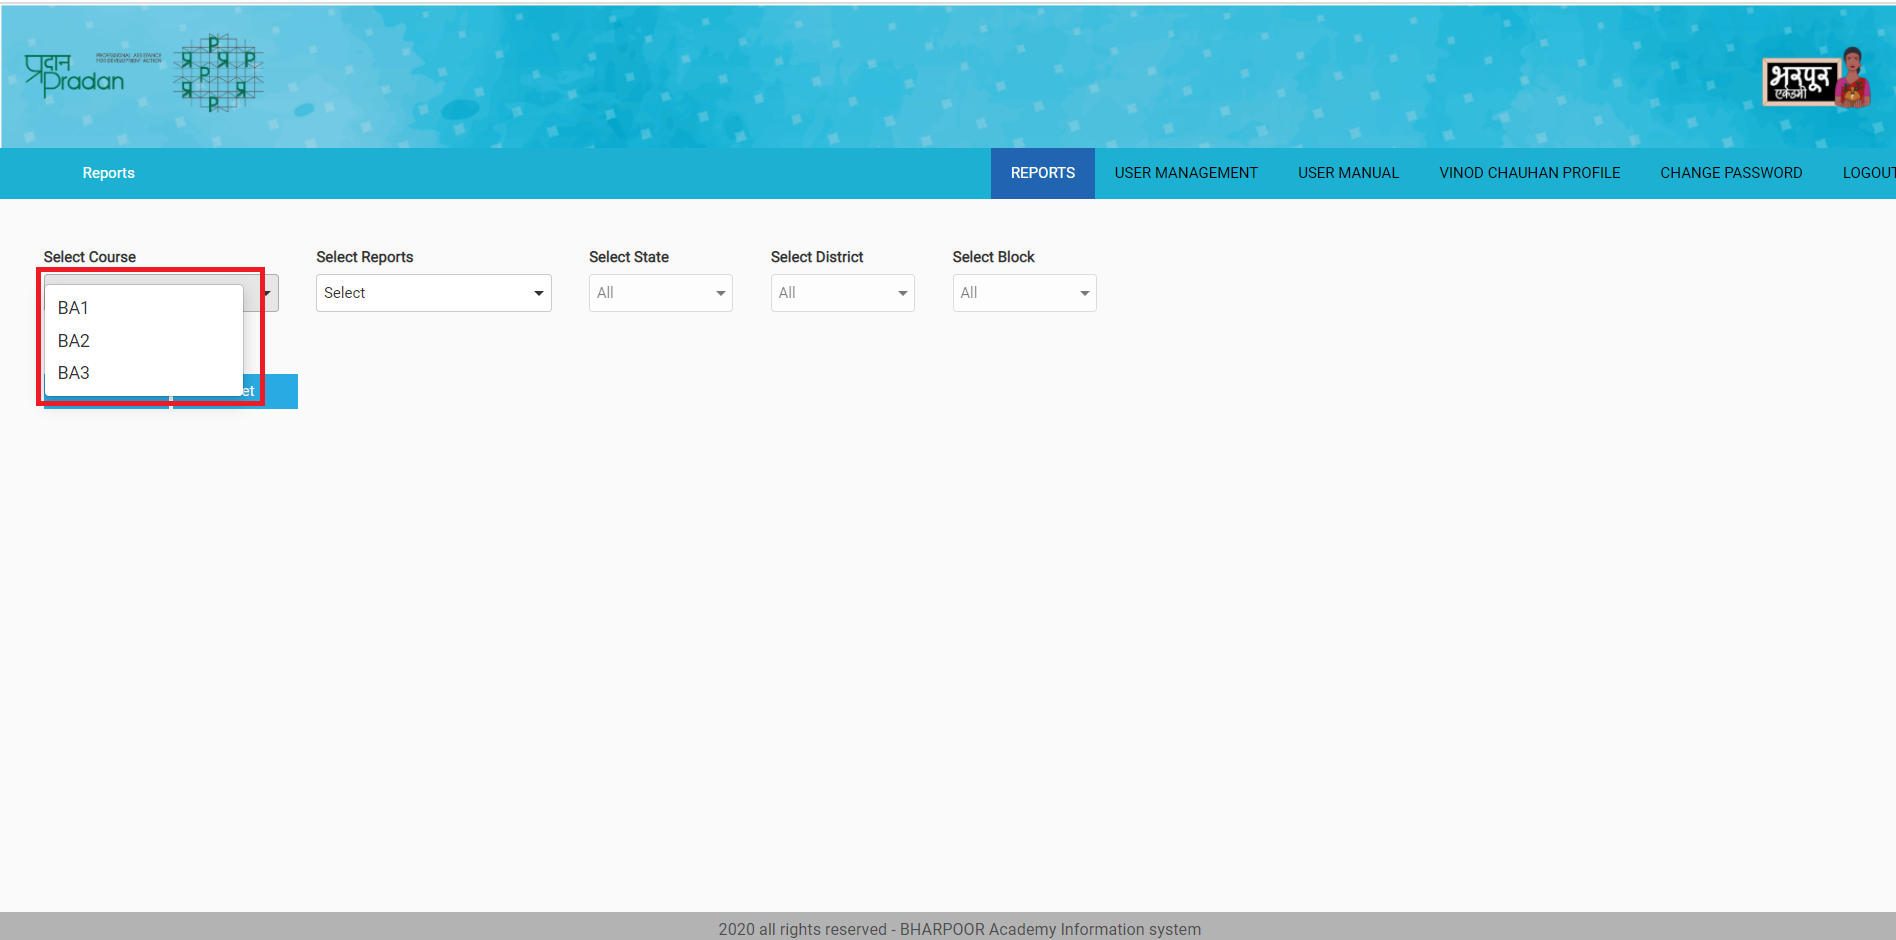 प्रदान
Pradan
PROFESSIONAL ASSISTANCE
FOR DEVELOPMENT ACTION
P
प्र प्र P
P
प्र प्र
P
भरपूर
एकेडमी
Reports
REPORTS
USER MANAGEMENT
USER MANUAL
VINOD CHAUHAN PROFILE
CHANGE PASSWORD
LOGOUT
Select Course
Select Reports
Select State
Select District
Select Block
Select
All
All
All
BA1
BA2
BA3
et
2020 all rights reserved - BHARPOOR Academy Information system